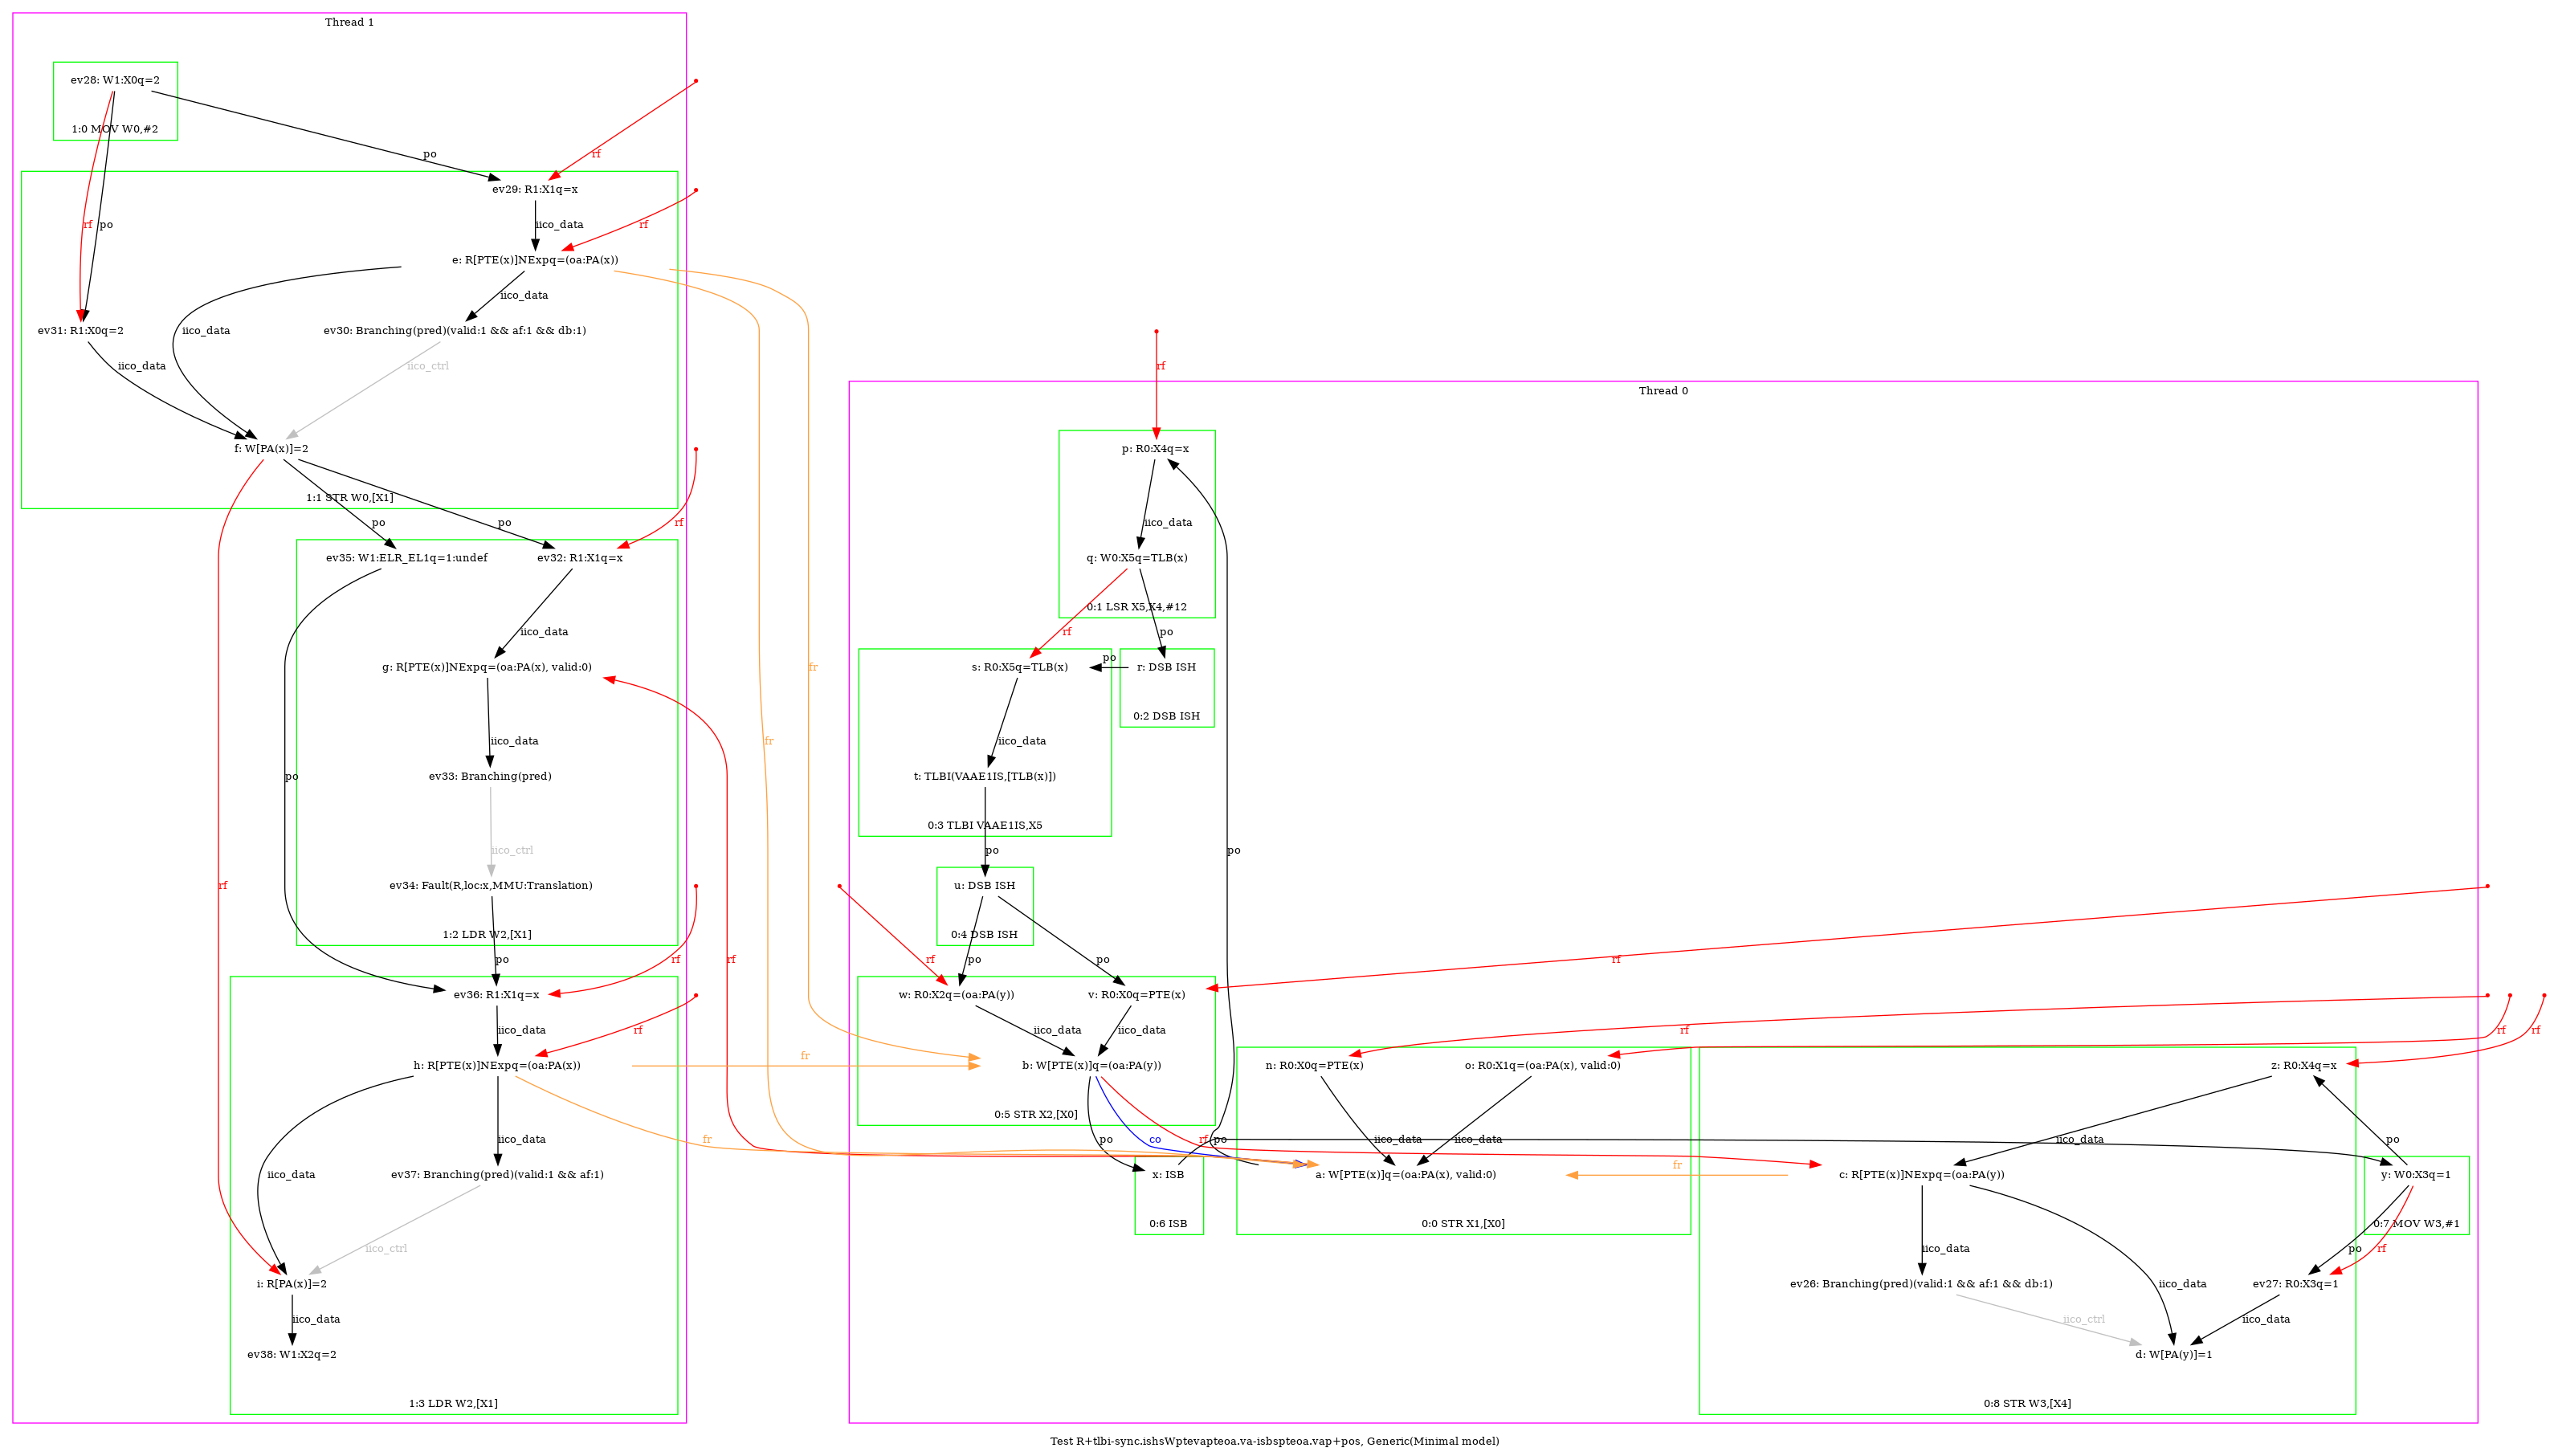 Thread 1
ev28: W1:X0q=2
1:0 MOV W0,#2
po
rf
ev29: R1:X1q=x
rf
po
iico_data
rf
e: R[PTE(x)]NExpq=(oa:PA(x))
iico_data
ev31: R1:X0q=2
iico_data
ev30: Branching(pred)(valid:1 && af:1 && db:1)
iico_data
iico_ctrl
f: W[PA(x)]=2
1:1 STR W0,[X1]
po
po
rf
ev35: W1:ELR_EL1q=1:undef
ev32: R1:X1q=x
iico_data
g: R[PTE(x)]NExpq=(oa:PA(x), valid:0)
iico_data
po
ev33: Branching(pred)
iico_ctrl
rf
ev34: Fault(R,loc:x,MMU:Translation)
1:2 LDR W2,[X1]
po
rf
rf
ev36: R1:X1q=x
iico_data
rf
h: R[PTE(x)]NExpq=(oa:PA(x))
iico_data
iico_data
ev37: Branching(pred)(valid:1 && af:1)
iico_ctrl
i: R[PA(x)]=2
iico_data
ev38: W1:X2q=2
1:3 LDR W2,[X1]
fr
fr
fr
fr
rf
Thread 0
p: R0:X4q=x
iico_data
q: W0:X5q=TLB(x)
0:1 LSR X5,X4,#12
rf
po
s: R0:X5q=TLB(x)
po
r: DSB ISH
0:2 DSB ISH
iico_data
t: TLBI(VAAE1IS,[TLB(x)])
0:3 TLBI VAAE1IS,X5
po
po
u: DSB ISH
0:4 DSB ISH
rf
po
po
rf
w: R0:X2q=(oa:PA(y))
v: R0:X0q=PTE(x)
iico_data
iico_data
b: W[PTE(x)]q=(oa:PA(y))
0:5 STR X2,[X0]
po
co
rf
po
x: ISB
0:6 ISB
rf
rf
rf
n: R0:X0q=PTE(x)
o: R0:X1q=(oa:PA(x), valid:0)
iico_data
iico_data
a: W[PTE(x)]q=(oa:PA(x), valid:0)
0:0 STR X1,[X0]
fr
z: R0:X4q=x
iico_data
po
c: R[PTE(x)]NExpq=(oa:PA(y))
y: W0:X3q=1
0:7 MOV W3,#1
iico_data
po
rf
ev26: Branching(pred)(valid:1 && af:1 && db:1)
iico_data
ev27: R0:X3q=1
iico_ctrl
iico_data
d: W[PA(y)]=1
0:8 STR W3,[X4]
Test R+tlbi-sync.ishsWptevapteoa.va-isbspteoa.vap+pos, Generic(Minimal model)